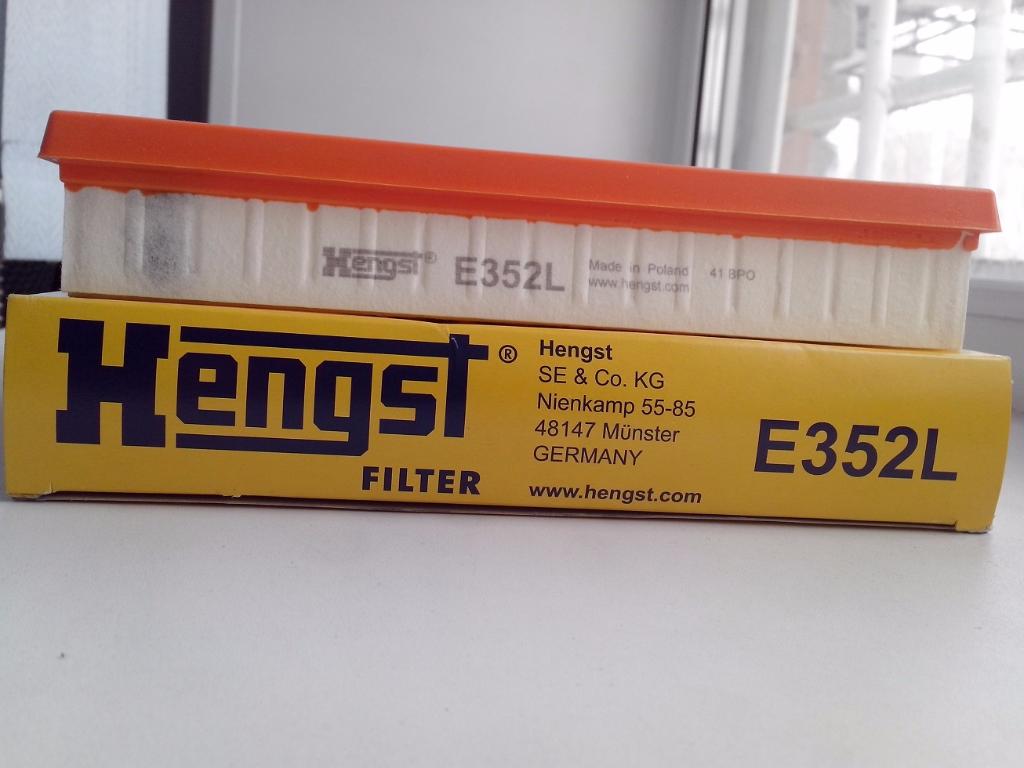 Hengst® E352L Made in Poland 41 BPO
www.hengst.com
Hengst®
FILTER
Hengst
SE & Co. KG
Nienkamp 55-85
48147 Münster
GERMANY
www.hengst.com
E352L